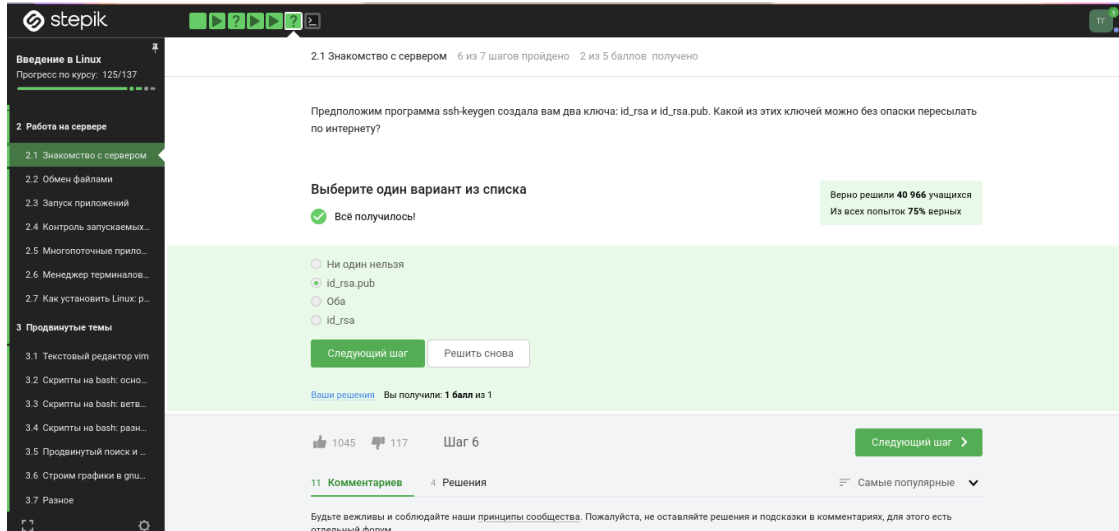 stepik
ТГ
1
Введение в Linux
Прогресс по курсу: 125/137
2 Работа на сервере
2.1 Знакомство с сервером
2.2 Обмен файлами
2.3 Запуск приложений
2.4 Контроль запускаемых...
2.5 Многопоточные прило...
2.6 Менеджер терминалов...
2.7 Как установить Linux: р...
3 Продвинутые темы
3.1 Текстовый редактор vim
3.2 Скрипты на bash: осно...
3.3 Скрипты на bash: ветв...
3.4 Скрипты на bash: разн...
3.5 Продвинутый поиск и ...
3.6 Строим графики в gnu...
3.7 Разное
2.1 Знакомство с сервером 6 из 7 шагов пройдено 2 из 5 баллов получено
Предположим программа ssh-keygen создала вам два ключа: id_rsa и id_rsa.pub. Какой из этих ключей можно без опаски пересылать
по интернету?
Выберите один вариант из списка
Всё получилось!
Верно решили 40 966 учащихся
Из всех попыток 75% верных
Ни один нельзя
id_rsa.pub
Оба
id_rsa
Следующий шаг Решить снова
Ваши решения Вы получили: 1 балл из 1
1045 117 Шаг 6 Следующий шаг
11 Комментариев 4 Решения Самые популярные
Будьте вежливы и соблюдайте наши принципы сообщества. Пожалуйста, не оставляйте решения и подсказки в комментариях, для этого есть
отдельный форум.